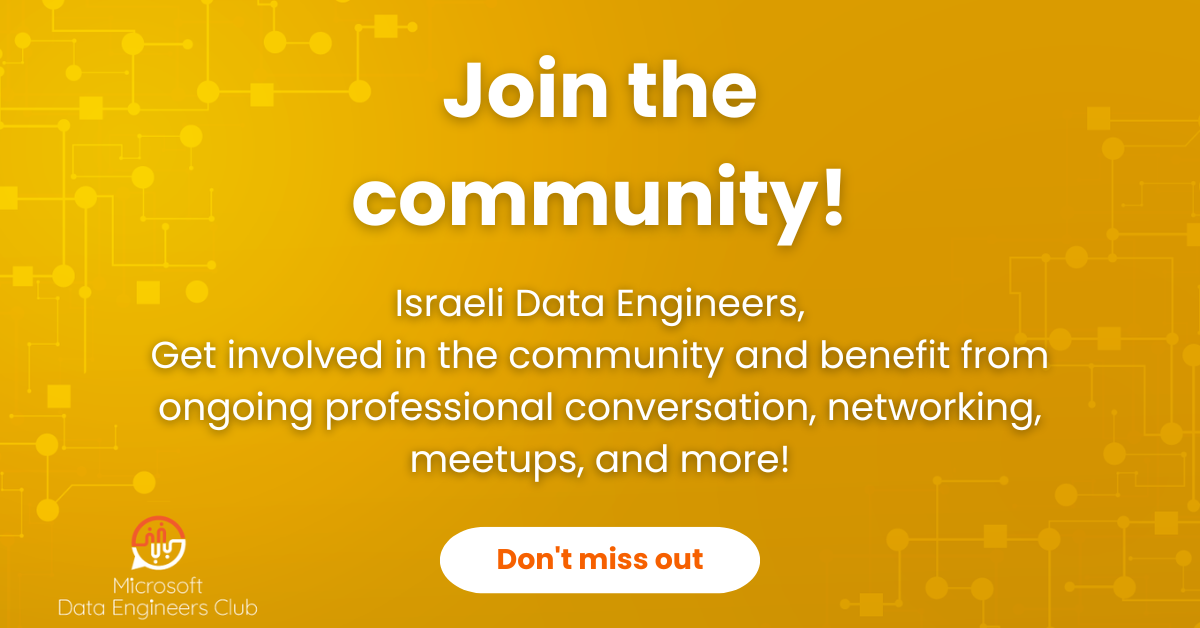 Join the
community!
Israeli Data Engineers,
Get involved in the community and benefit from
ongoing professional conversation, networking,
meetups, and more!
Don't miss out
Microsoft
Data Engineers Club